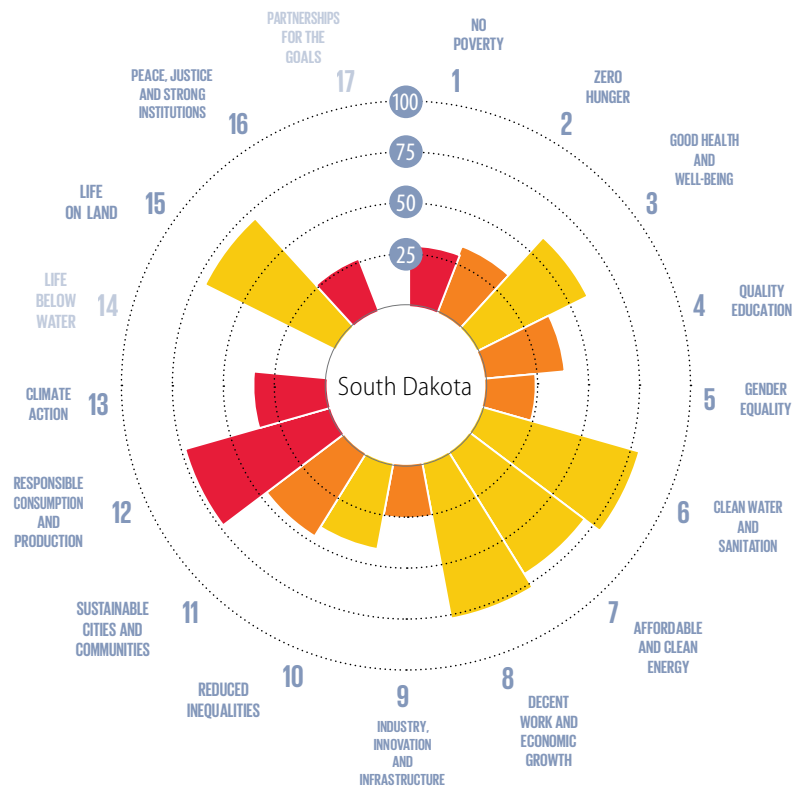 PARTNERSHIPS
FOR THE
GOALS
17
NO
POVERTY
1
ZERO
HUNGER
2
GOOD HEALTH
AND
WELL-BEING
3
QUALITY
EDUCATION
4
GENDER
EQUALITY
5
CLEAN WATER
AND
SANITATION
6
AFFORDABLE
AND CLEAN
ENERGY
7
DECENT
WORK AND
ECONOMIC
GROWTH
8
INDUSTRY,
INNOVATION
AND
INFRASTRUCTURE
9
REDUCED
INEQUALITIES
10
SUSTAINABLE
CITIES AND
COMMUNITIES
11
RESPONSIBLE
CONSUMPTION
AND
PRODUCTION
12
CLIMATE
ACTION
13
LIFE
BELOW
WATER
14
LIFE
ON LAND
15
PEACE, JUSTICE
AND STRONG
INSTITUTIONS
16
100
75
50
25
South Dakota